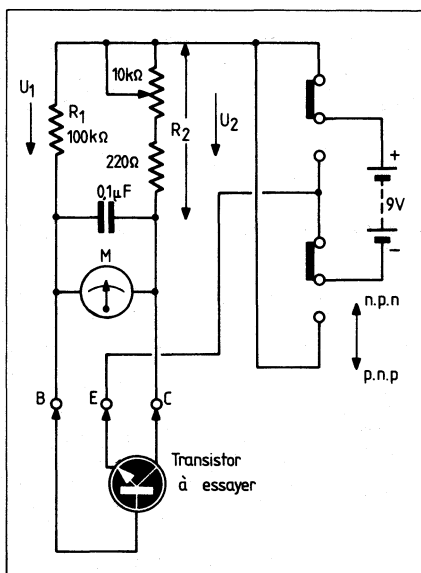 U1
R1
100kΩ
10kΩ
R2
U2
220Ω
0,1µF
M
+
9V
−
n.p.n
p.n.p
B
E
C
Transistor
à essayer